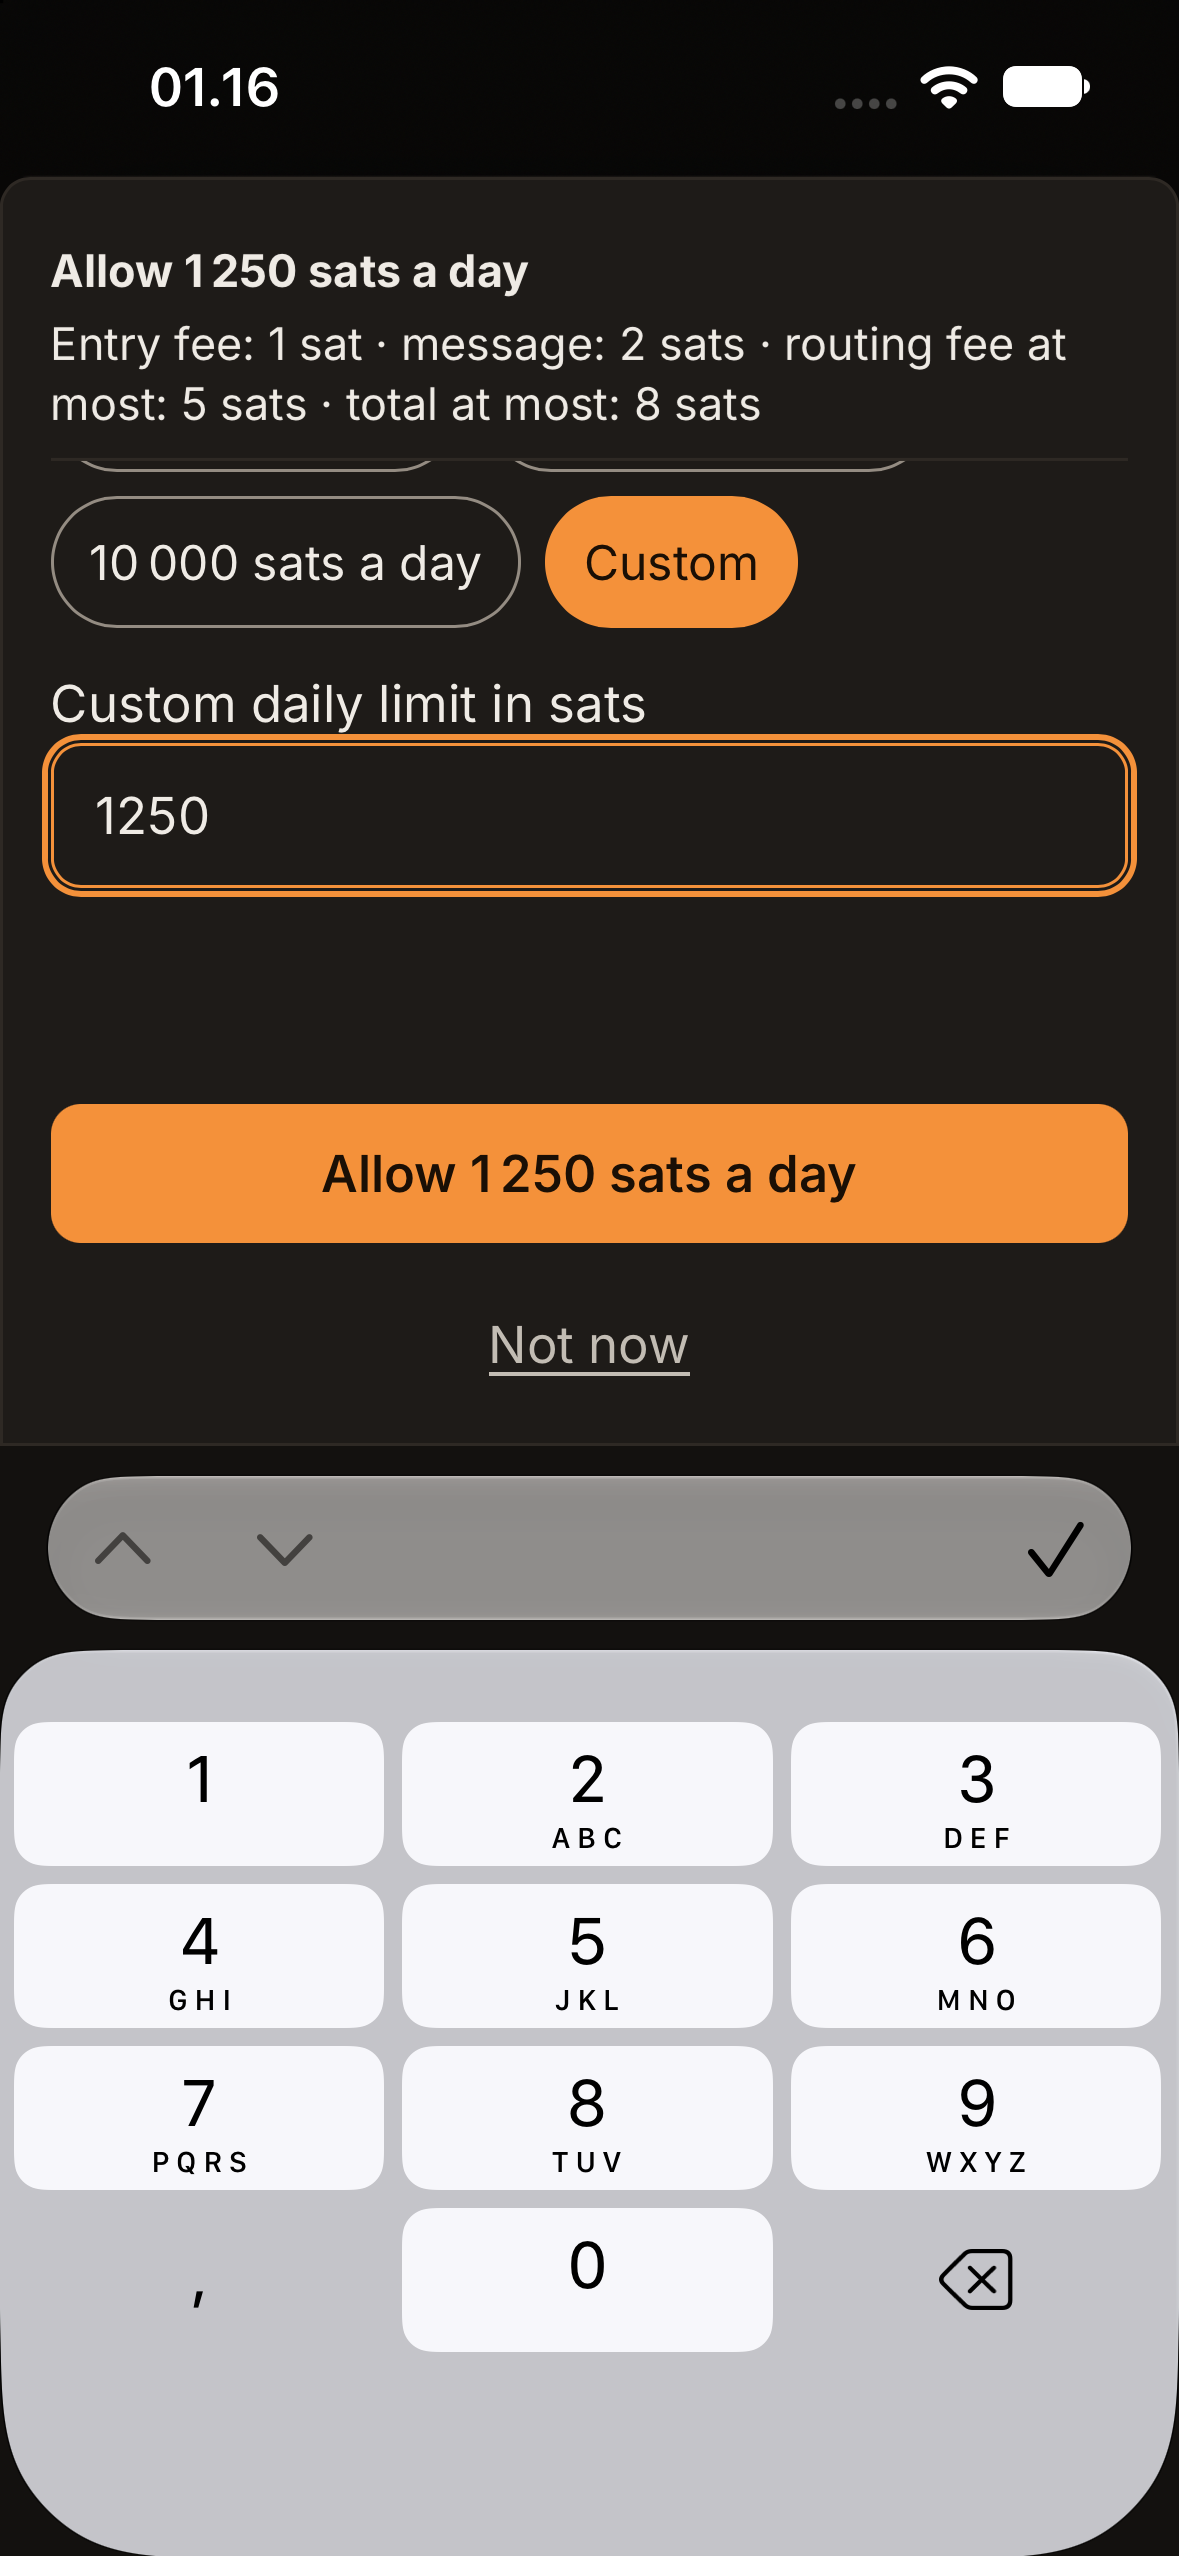 01.16
Allow 1 250 sats a day
Entry fee: 1 sat · message: 2 sats · routing fee at
most: 5 sats · total at most: 8 sats
10 000 sats a day
Custom
Custom daily limit in sats
1250
Allow 1 250 sats a day
Not now
1
2
ABC
3
DEF
4
GHI
5
JKL
6
MNO
7
PQRS
8
TUV
9
WXYZ
,
0